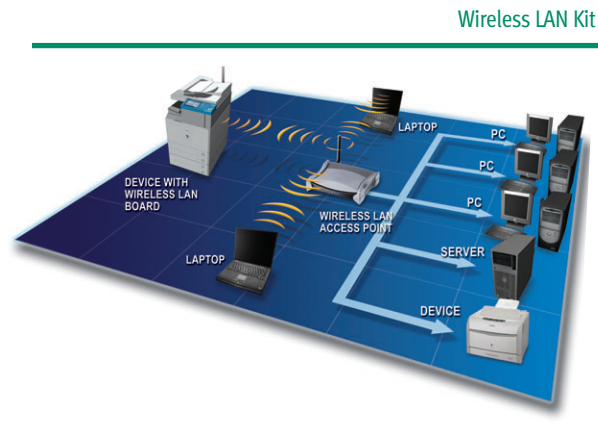 Wireless LAN Kit
LAPTOP
PC
PC
PC
DEVICE WITH
WIRELESS LAN
BOARD
WIRELESS LAN
ACCESS POINT
LAPTOP
SERVER
DEVICE